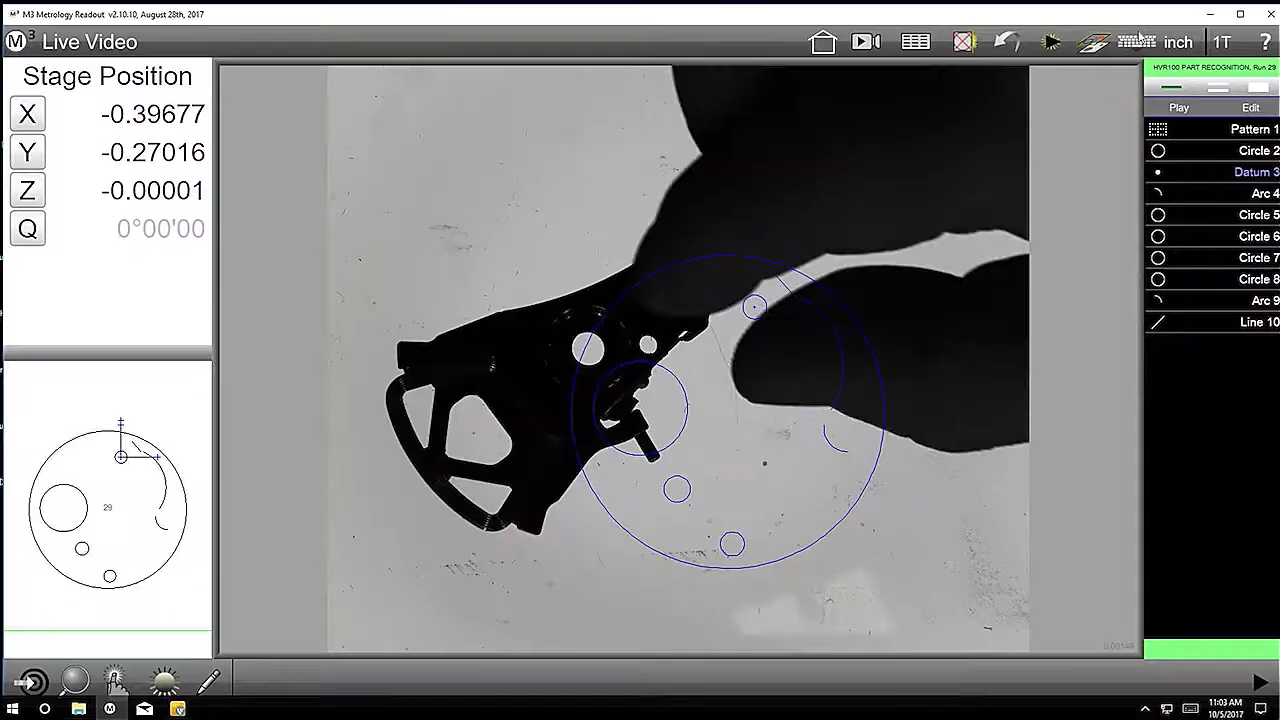 M3 Metrology Readout v2.10.10, August 28th, 2017
M3 Live Video
inch
1T
?
Stage Position
X -0.39677
Y -0.27016
Z -0.00001
Q 0°00'00
29
HVR100 PART RECOGNITION, Run 29
Play Edit
Pattern 1
Circle 2
Datum 3
Arc 4
Circle 5
Circle 6
Circle 7
Circle 8
Arc 9
Line 10
11:03 AM
10/5/2017